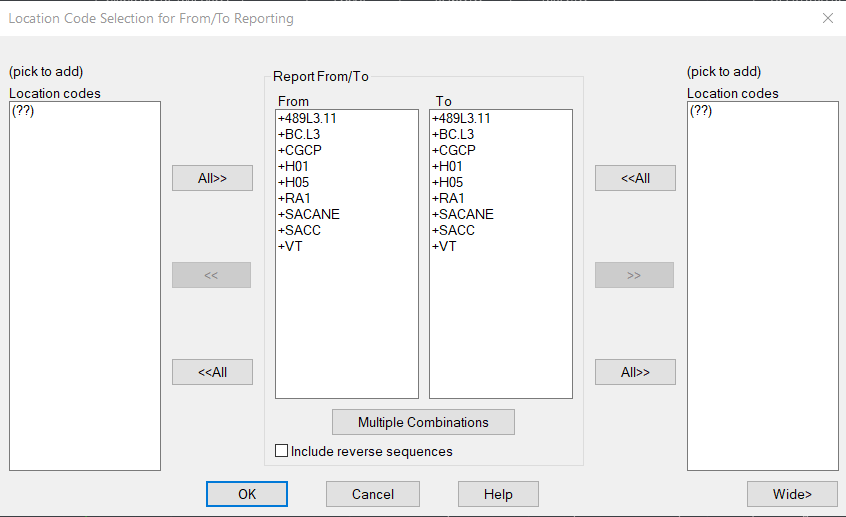 Location Code Selection for From/To Reporting
(pick to add)
Location codes
(??)
All>>
<<
<<All
Report From/To
From
+489L3.11
+BC.L3
+CGCP
+H01
+H05
+RA1
+SACANE
+SACC
+VT
To
+489L3.11
+BC.L3
+CGCP
+H01
+H05
+RA1
+SACANE
+SACC
+VT
Multiple Combinations
Include reverse sequences
<<All
>>
All>>
(pick to add)
Location codes
(??)
OK
Cancel
Help
Wide>